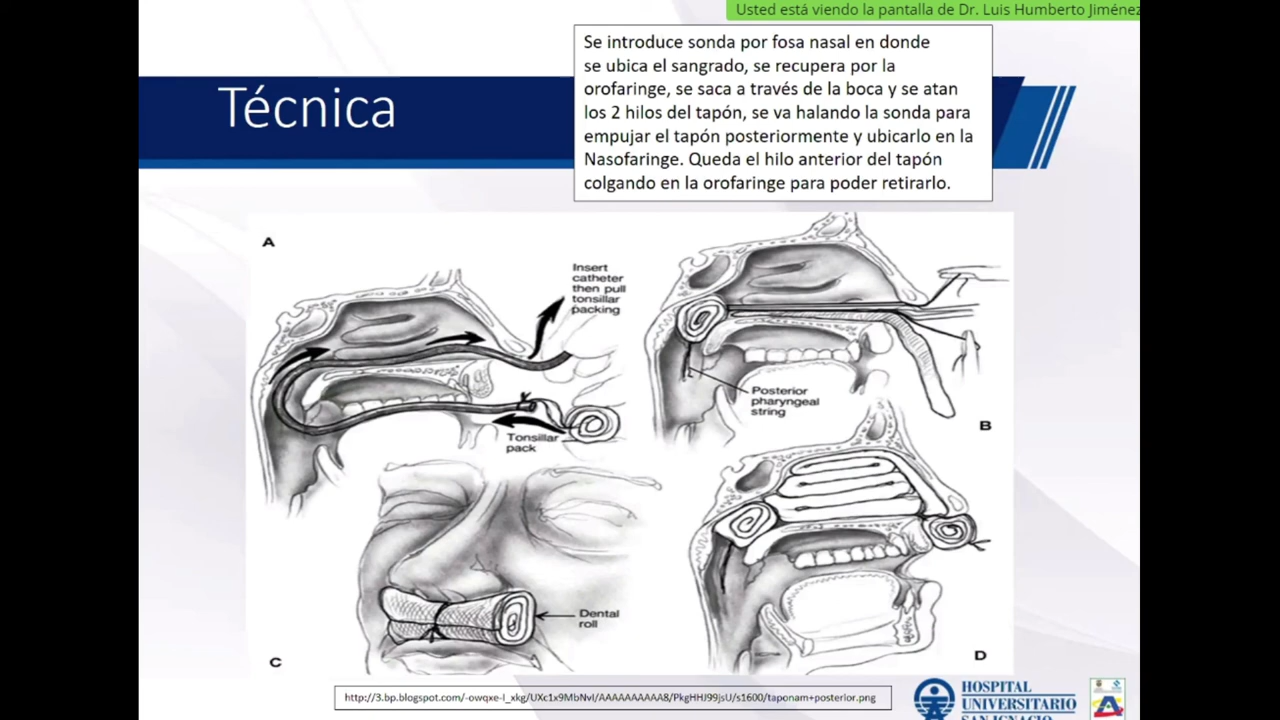 Usted está viendo la pantalla de Dr. Luis Humberto Jiménez
Técnica
Se introduce sonda por fosa nasal en donde
se ubica el sangrado, se recupera por la
orofaringe, se saca a través de la boca y se atan
los 2 hilos del tapón, se va halando la sonda para
empujar el tapón posteriormente y ubicarlo en la
Nasofaringe. Queda el hilo anterior del tapón
colgando en la orofaringe para poder retirarlo.
A
Insert
catheter
then pull
tonsillar
packing
Tonsillar
pack
Posterior
pharyngeal
string
B
Dental
roll
C
D
http://3.bp.blogspot.com/-owqxe-I_xkg/UXc1x9MbNvI/AAAAAAAAAA8/PkgHHJ99jsU/s1600/taponam+posterior.png
HOSPITAL
UNIVERSITARIO
SAN IGNACIO